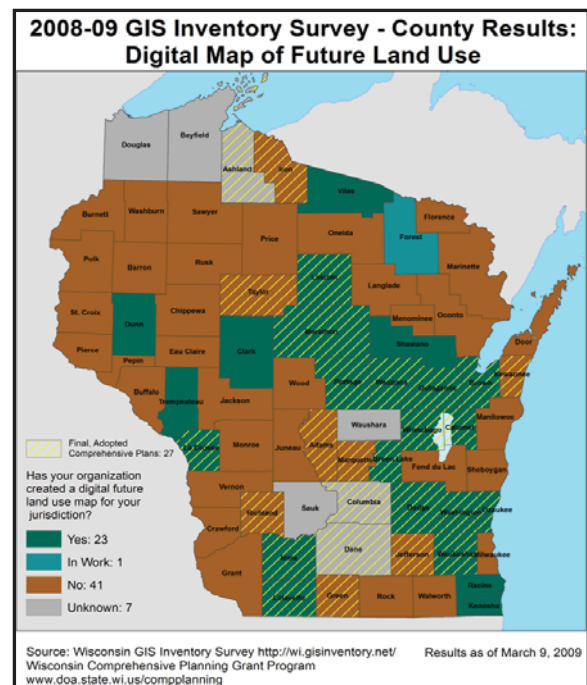 2008-09 GIS Inventory Survey - County Results:
Digital Map of Future Land Use
Douglas
Bayfield
Ashland
Iron
Vilas
Burnett
Washburn
Sawyer
Price
Oneida
Forest
Florence
Marinette
Polk
Barron
Rusk
Lincoln
Langlade
Taylor
Menominee
Oconto
St. Croix
Dunn
Chippewa
Marathon
Shawano
Door
Pierce
Pepin
Eau Claire
Clark
Kewaunee
Buffalo
Trempealeau
Jackson
Wood
Portage
Waupaca
Outagamie
Brown
Waushara
Winnebago
Calumet
Manitowoc
La Crosse
Monroe
Juneau
Adams
Marquette
Green Lake
Fond du Lac
Sheboygan
Vernon
Columbia
Dodge
Washington
Ozaukee
Crawford
Richland
Sauk
Dane
Jefferson
Waukesha
Milwaukee
Grant
Iowa
Lafayette
Green
Rock
Walworth
Racine
Kenosha
Final, Adopted
Comprehensive Plans: 27
Has your organization
created a digital future
land use map for your
jurisdiction?
Yes: 23
In Work: 1
No: 41
Unknown: 7
Source: Wisconsin GIS Inventory Survey http://wi.gisinventory.net/
Results as of March 9, 2009
Wisconsin Comprehensive Planning Grant Program
www.doa.state.wi.us/compplanning